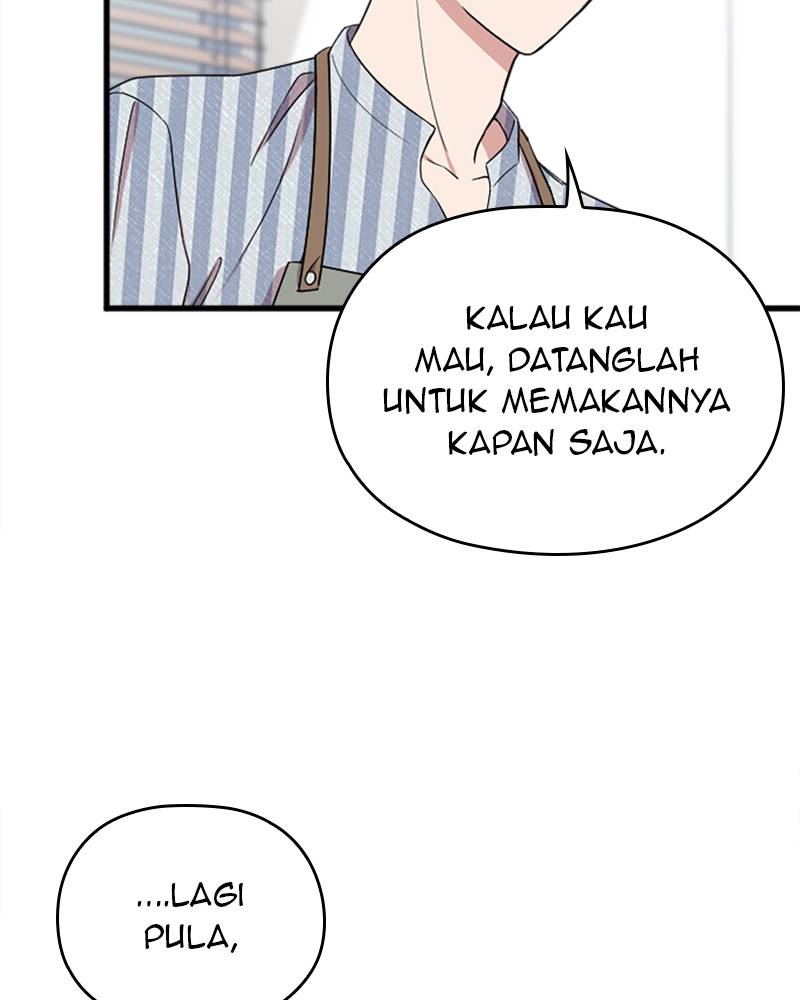 KALAU KAU
MAU, DATANGLAH
UNTUK MEMAKANNYA
KAPAN SAJA.
....LAGI
PULA,